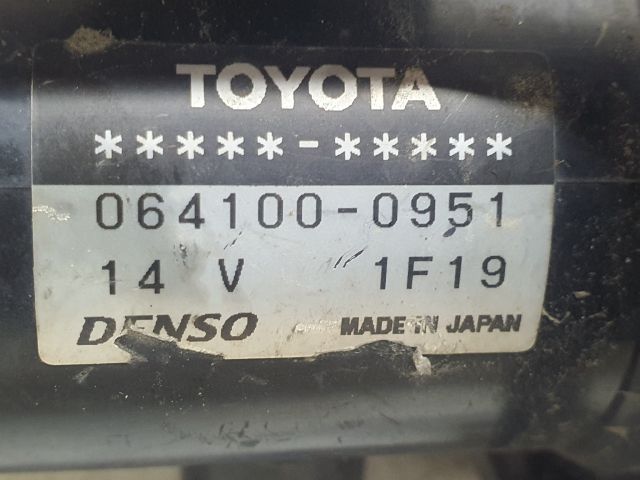 TOYOTA
*****-*****
064100-0951
14 V 1F19
DENSO MADE IN JAPAN